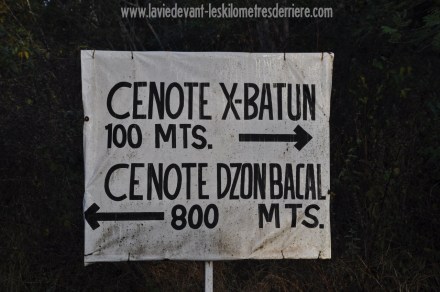 www.laviedevant-leskilometresderriere.com
CENOTE X-BATUN
100 MTS.
CENOTE DZONBACAL
800 MTS.